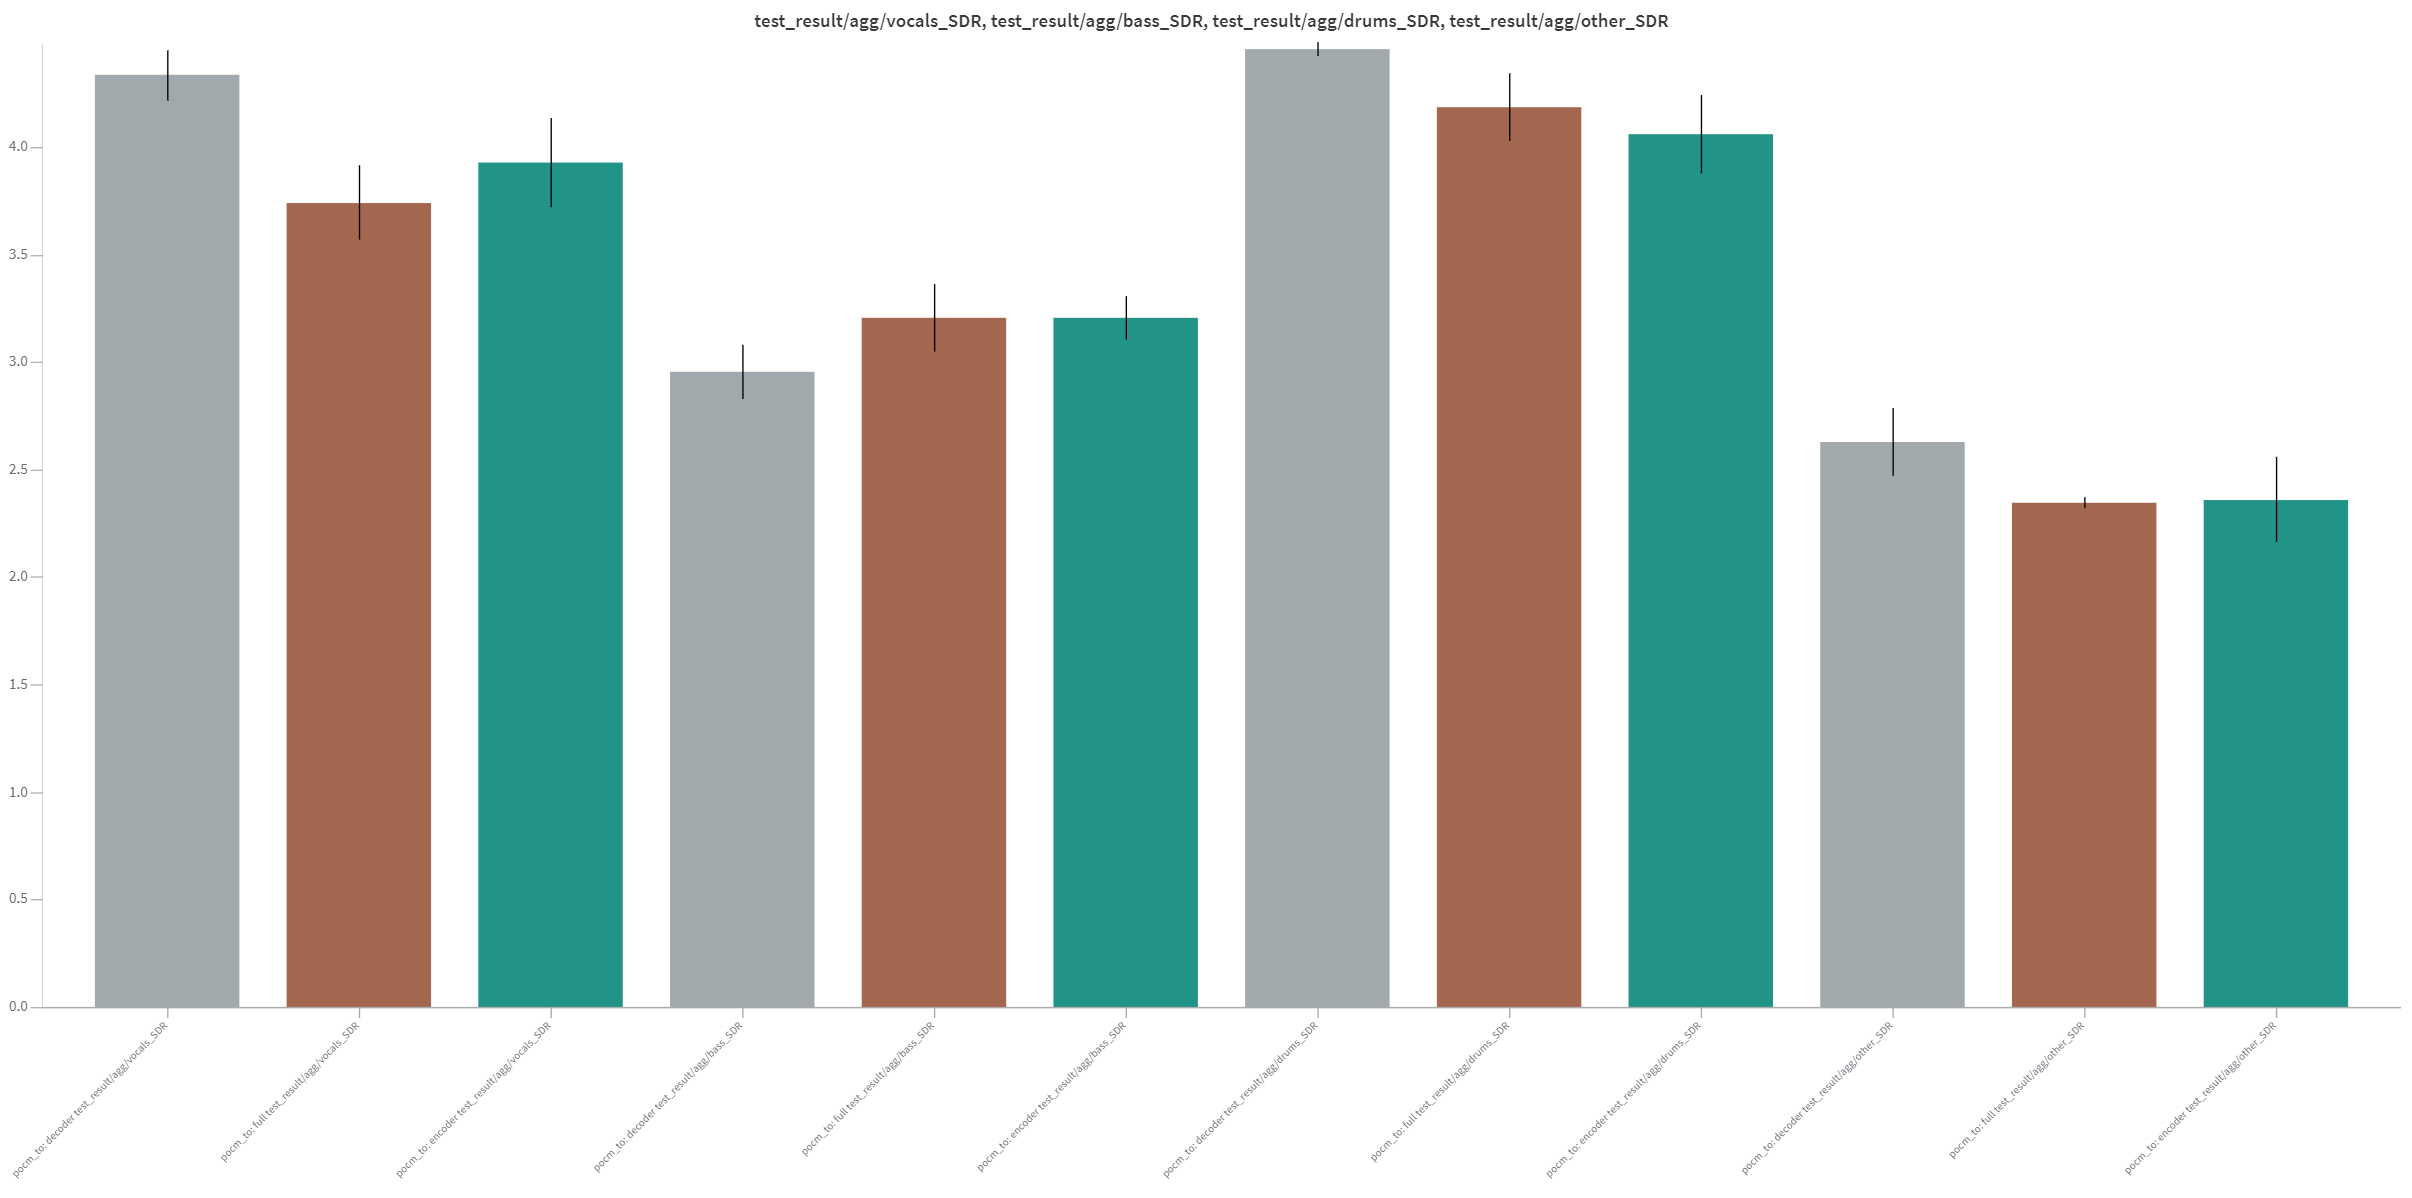 test_result/agg/vocals_SDR, test_result/agg/bass_SDR, test_result/agg/drums_SDR, test_result/agg/other_SDR
4.0
3.5
3.0
2.5
2.0
1.5
1.0
0.5
0.0
pocm_to: decoder test_result/agg/vocals_SDR
pocm_to: full test_result/agg/vocals_SDR
pocm_to: encoder test_result/agg/vocals_SDR
pocm_to: decoder test_result/agg/bass_SDR
pocm_to: full test_result/agg/bass_SDR
pocm_to: encoder test_result/agg/bass_SDR
pocm_to: decoder test_result/agg/drums_SDR
pocm_to: full test_result/agg/drums_SDR
pocm_to: encoder test_result/agg/drums_SDR
pocm_to: decoder test_result/agg/other_SDR
pocm_to: full test_result/agg/other_SDR
pocm_to: encoder test_result/agg/other_SDR